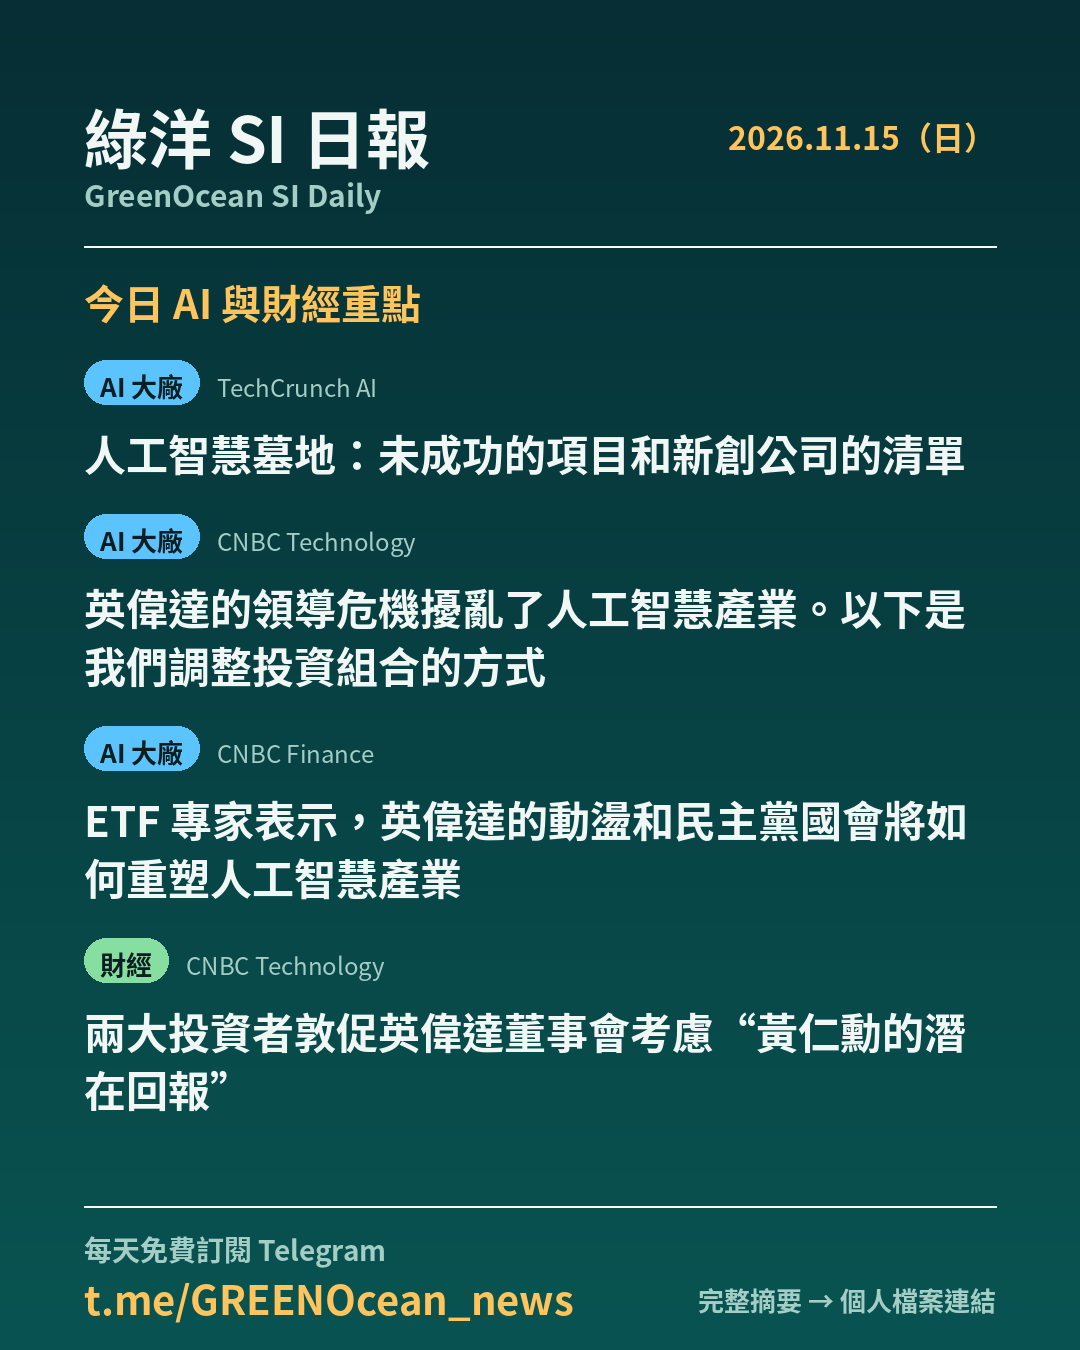 綠洋 SI 日報
2026.11.15（日）
GreenOcean SI Daily
今日 AI 與財經重點
AI 大廠 TechCrunch AI
人工智慧墓地：未成功的項目和新創公司的清單
AI 大廠 CNBC Technology
英偉達的領導危機擾亂了人工智慧產業。以下是
我們調整投資組合的方式
AI 大廠 CNBC Finance
ETF 專家表示，英偉達的動盪和民主黨國會將如
何重塑人工智慧產業
財經 CNBC Technology
兩大投資者敦促英偉達董事會考慮“黃仁勳的潛
在回報”
每天免費訂閱 Telegram
t.me/GREENOcean_news
完整摘要 → 個人檔案連結